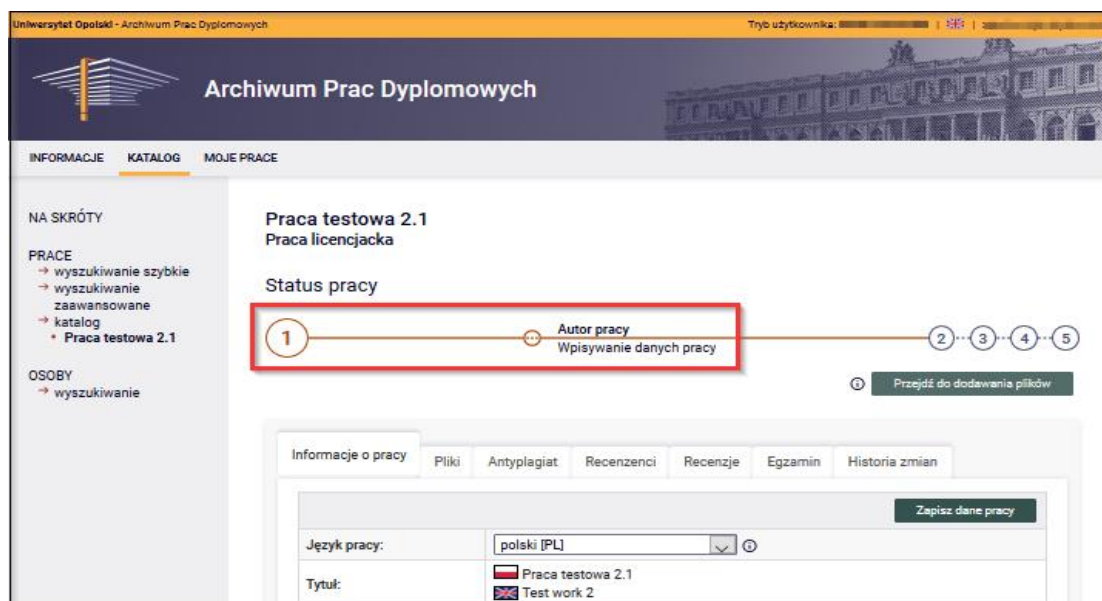 Uniwersytet Opolski - Archiwum Prac Dyplomowych
Tryb użytkownika: | |
Archiwum Prac Dyplomowych
INFORMACJE KATALOG MOJE PRACE
NA SKRÓTY
PRACE
→ wyszukiwanie szybkie
→ wyszukiwanie
zaawansowane
→ katalog
• Praca testowa 2.1
OSOBY
→ wyszukiwanie
Praca testowa 2.1
Praca licencjacka
Status pracy
1
Autor pracy
Wpisywanie danych pracy
2 3 4 5
Przejdź do dodawania plików
Informacje o pracy Pliki Antyplagiat Recenzenci Recenzje Egzamin Historia zmian
Zapisz dane pracy
Język pracy: polski [PL]
Tytuł: Praca testowa 2.1
Test work 2